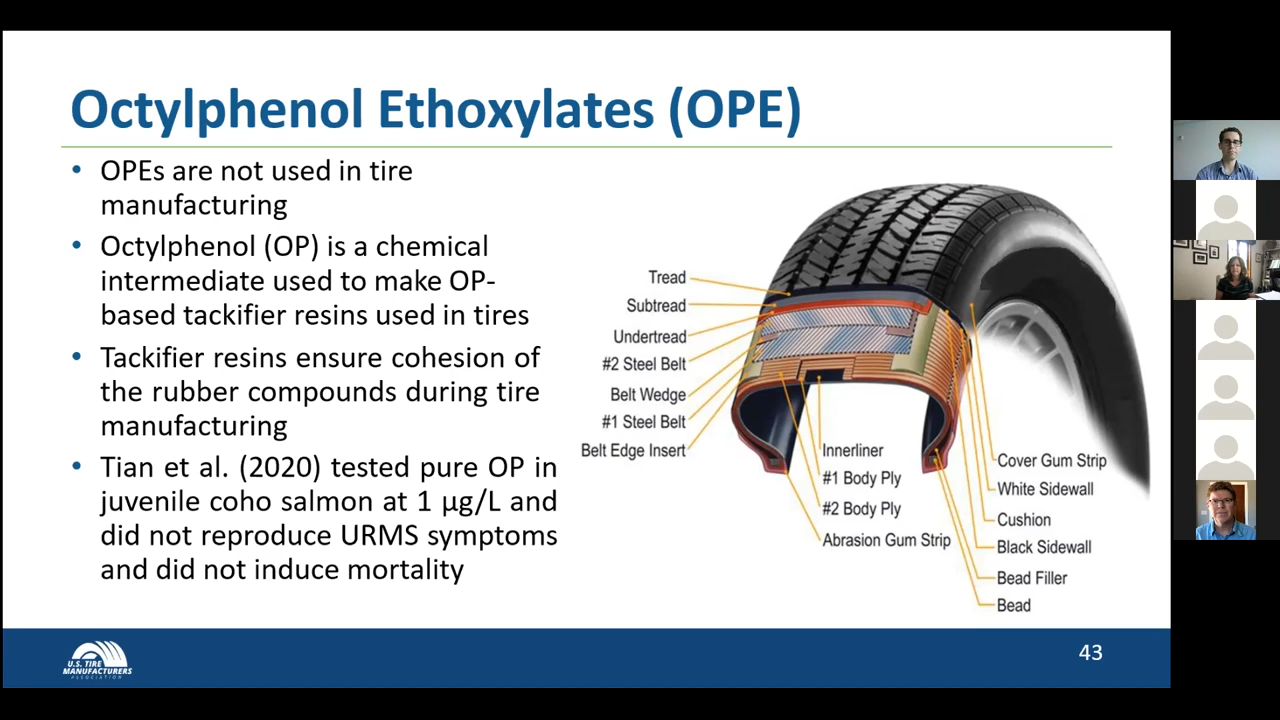 Octylphenol Ethoxylates (OPE)
• OPEs are not used in tire
manufacturing
• Octylphenol (OP) is a chemical
intermediate used to make OP-
based tackifier resins used in tires
• Tackifier resins ensure cohesion of
the rubber compounds during tire
manufacturing
• Tian et al. (2020) tested pure OP in
juvenile coho salmon at 1 µg/L and
did not reproduce URMS symptoms
and did not induce mortality
Tread
Subtread
Undertread
#2 Steel Belt
Belt Wedge
#1 Steel Belt
Belt Edge Insert
Innerliner
#1 Body Ply
#2 Body Ply
Abrasion Gum Strip
Cover Gum Strip
White Sidewall
Cushion
Black Sidewall
Bead Filler
Bead
U.S. TIRE
MANUFACTURERS
ASSOCIATION
43